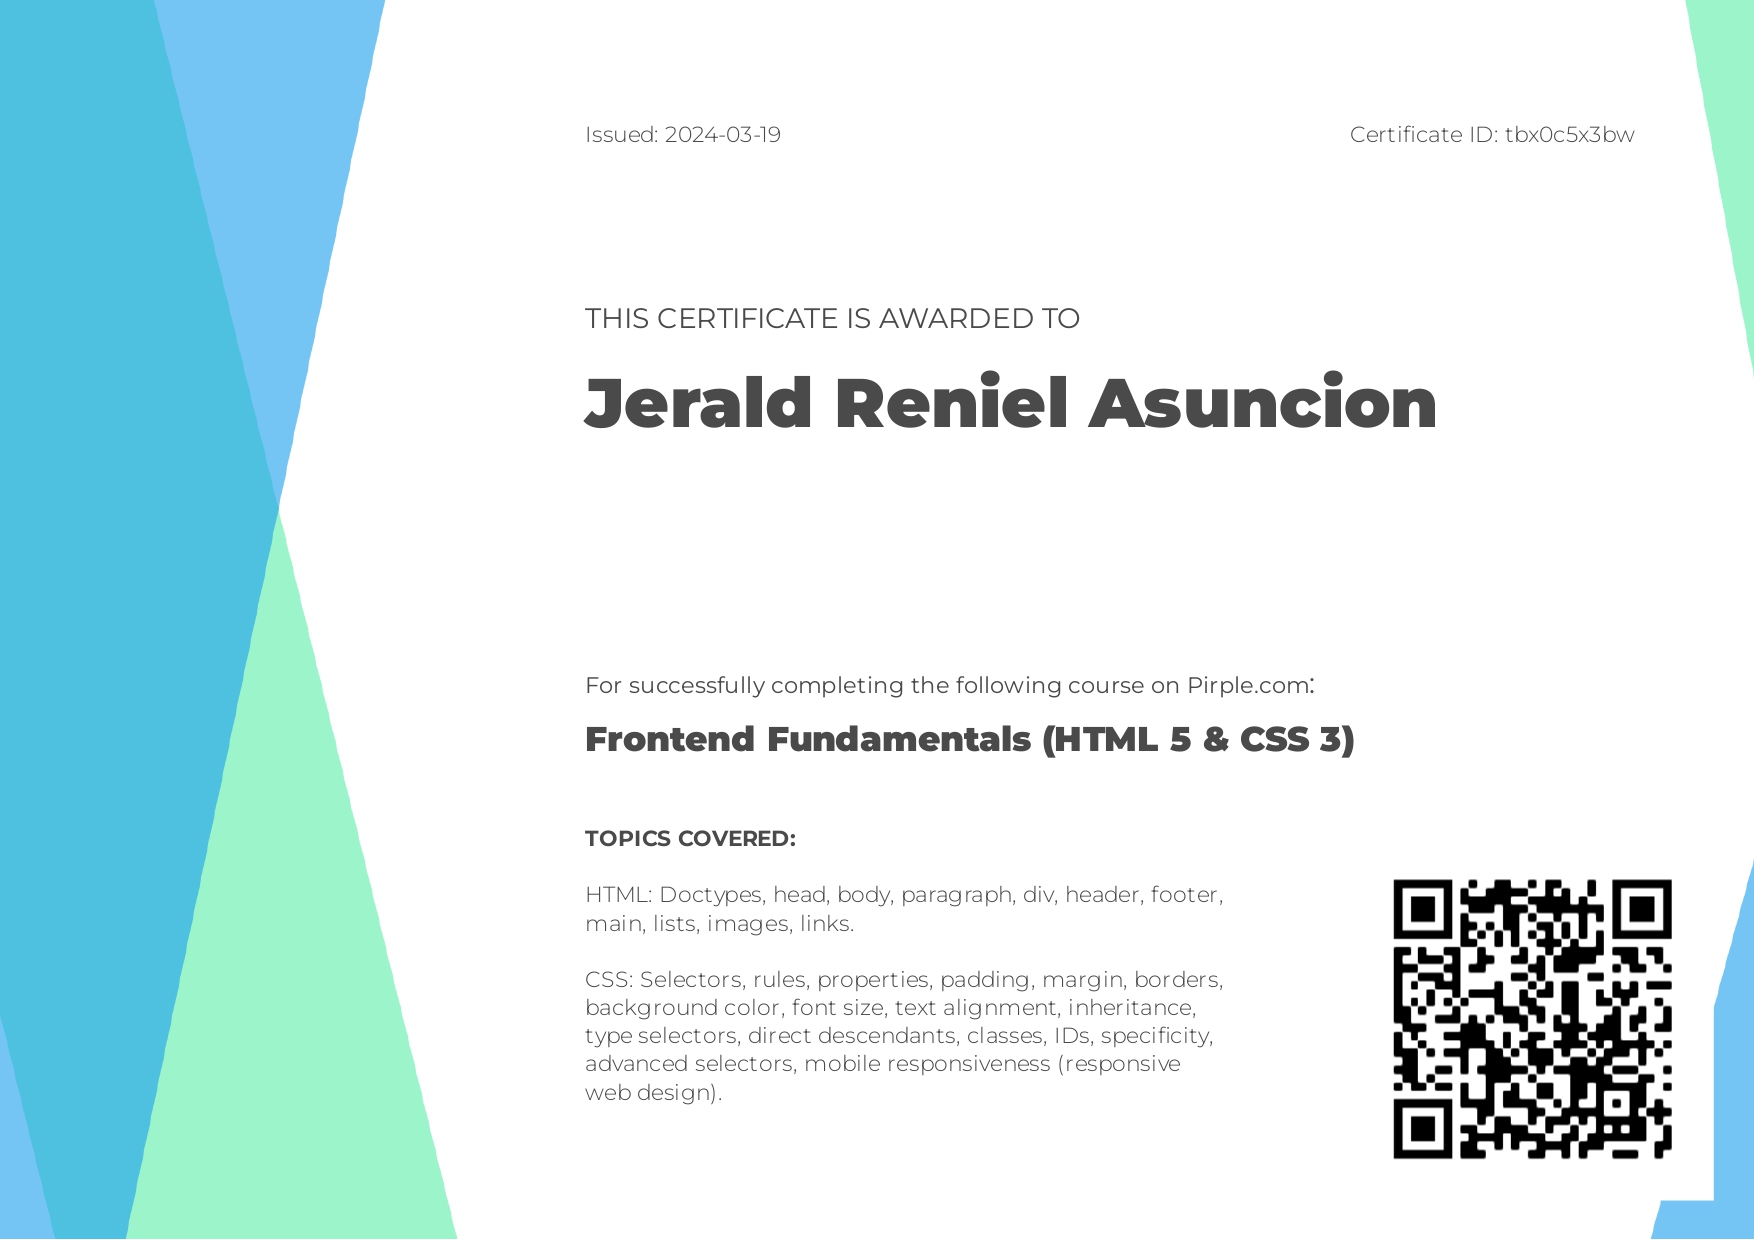 Issued: 2024-03-19
Certificate ID: tbx0c5x3bw
THIS CERTIFICATE IS AWARDED TO
Jerald Reniel Asuncion
For successfully completing the following course on Pirple.com:
Frontend Fundamentals (HTML 5 & CSS 3)
TOPICS COVERED:
HTML: Doctypes, head, body, paragraph, div, header, footer,
main, lists, images, links.
CSS: Selectors, rules, properties, padding, margin, borders,
background color, font size, text alignment, inheritance,
type selectors, direct descendants, classes, IDs, specificity,
advanced selectors, mobile responsiveness (responsive
web design).